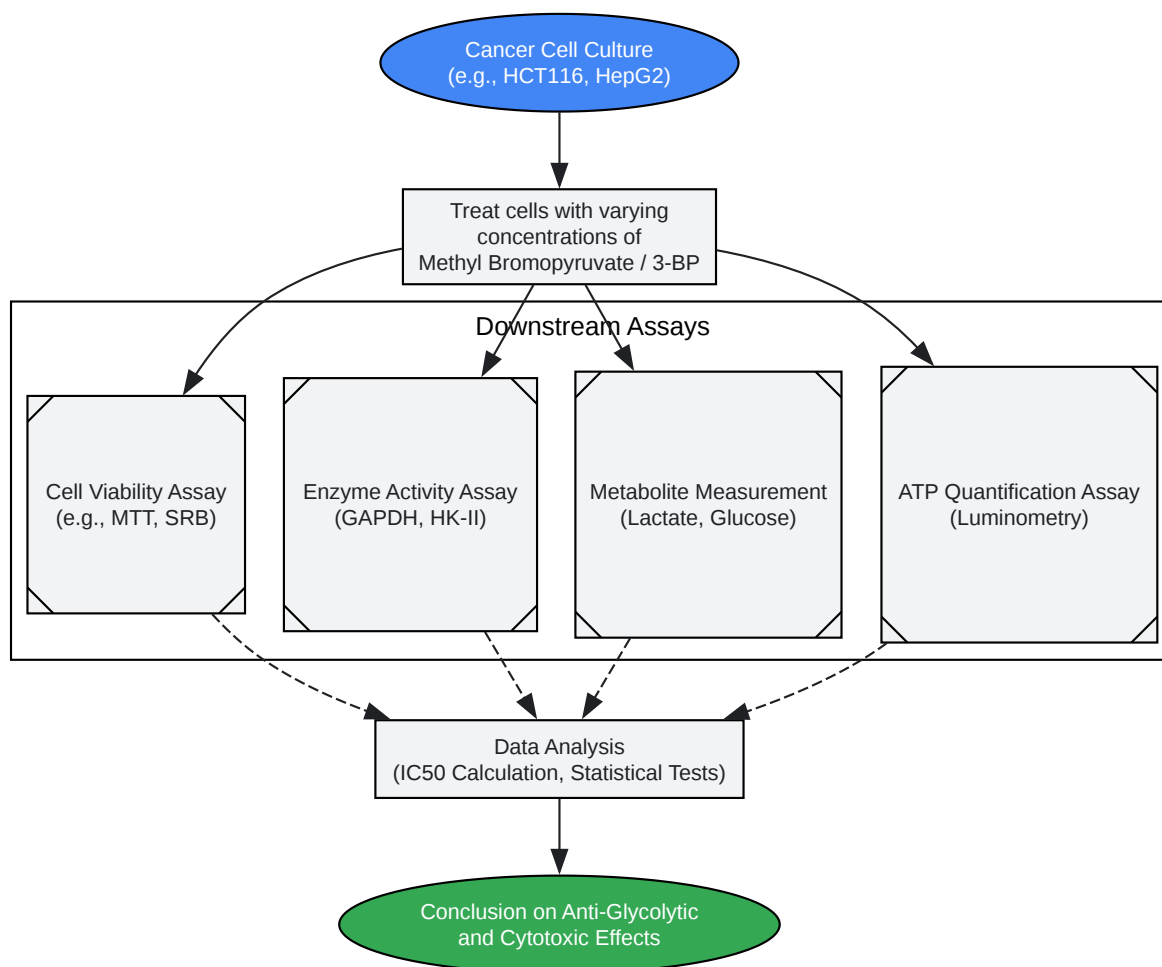 Cancer Cell Culture
(e.g., HCT116, HepG2)
Treat cells with varying
concentrations of
Methyl Bromopyruvate / 3-BP
Downstream Assays
Cell Viability Assay
(e.g., MTT, SRB)
Enzyme Activity Assay
(GAPDH, HK-II)
Metabolite Measurement
(Lactate, Glucose)
ATP Quantification Assay
(Luminometry)
Data Analysis
(IC50 Calculation, Statistical Tests)
Conclusion on Anti-Glycolytic
and Cytotoxic Effects